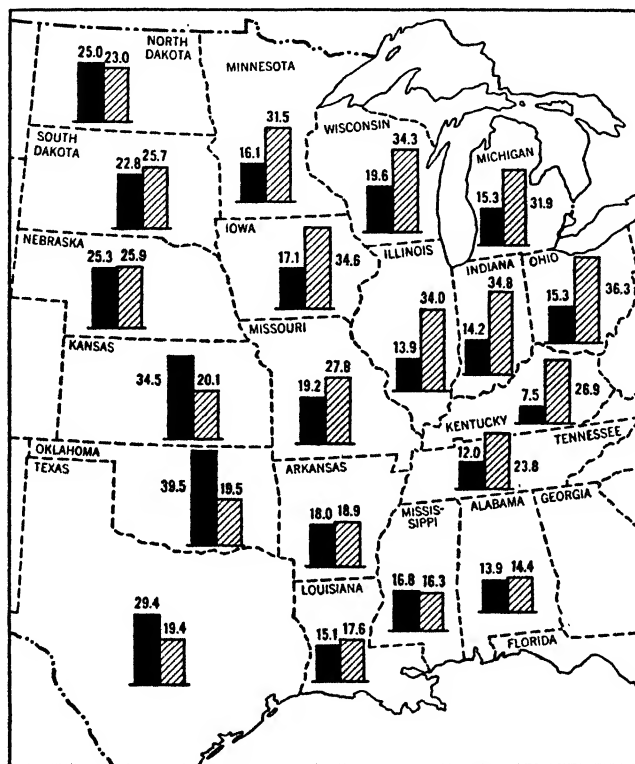 NORTH
DAKOTA
25.0 23.0
MINNESOTA
31.5
16.1
WISCONSIN
34.3
19.6
MICHIGAN
15.3
31.9
SOUTH
DAKOTA
22.8 25.7
NEBRASKA
25.3 25.9
IOWA
17.1
34.6
ILLINOIS
34.0
13.9
INDIANA
34.8
14.2
OHIO
15.3
36.3
KANSAS
34.5
20.1
MISSOURI
27.8
19.2
KENTUCKY
7.5
26.9
TENNESSEE
12.0
23.8
OKLAHOMA
39.5
19.5
TEXAS
29.4
19.4
ARKANSAS
18.0 18.9
LOUISIANA
15.1 17.6
MISSIS-
SIPPI
16.8 16.3
ALABAMA
13.9 14.4
GEORGIA
FLORIDA